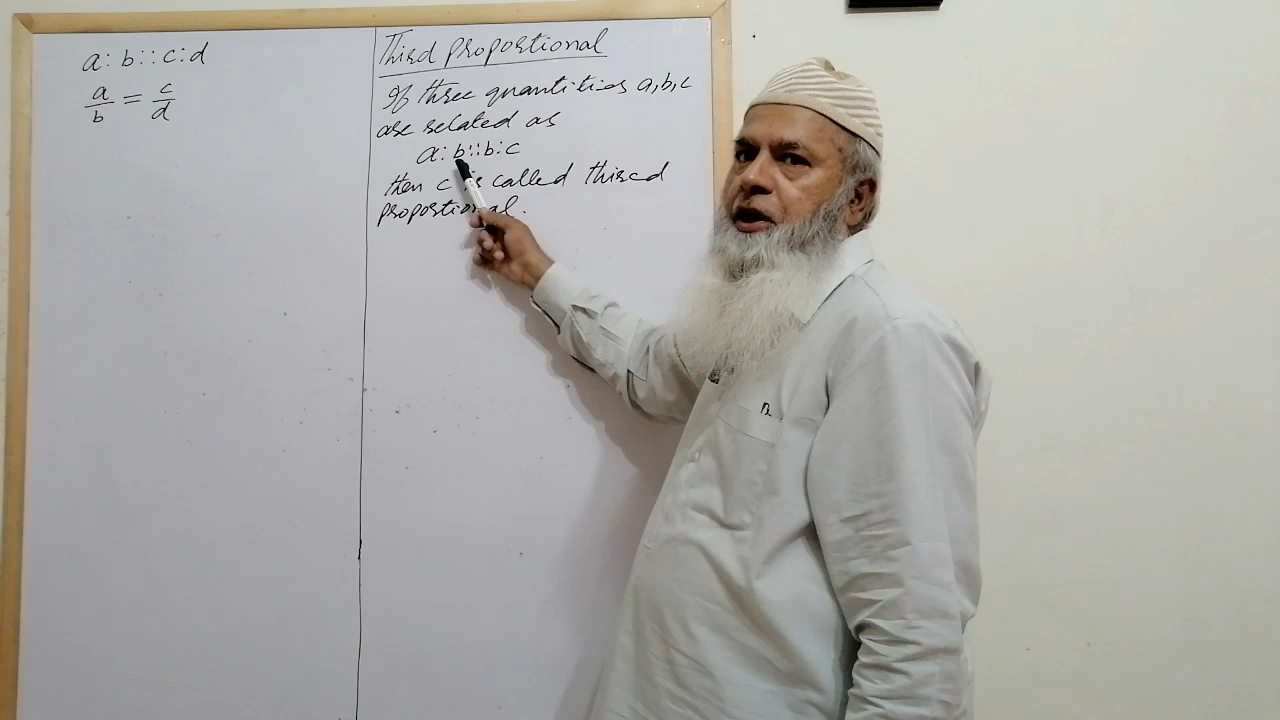 a : b : : c : d
a/b = c/d
Third proportional
If three quantities a, b, c
are related as
a : b :: b : c
then c is called third
proportional.